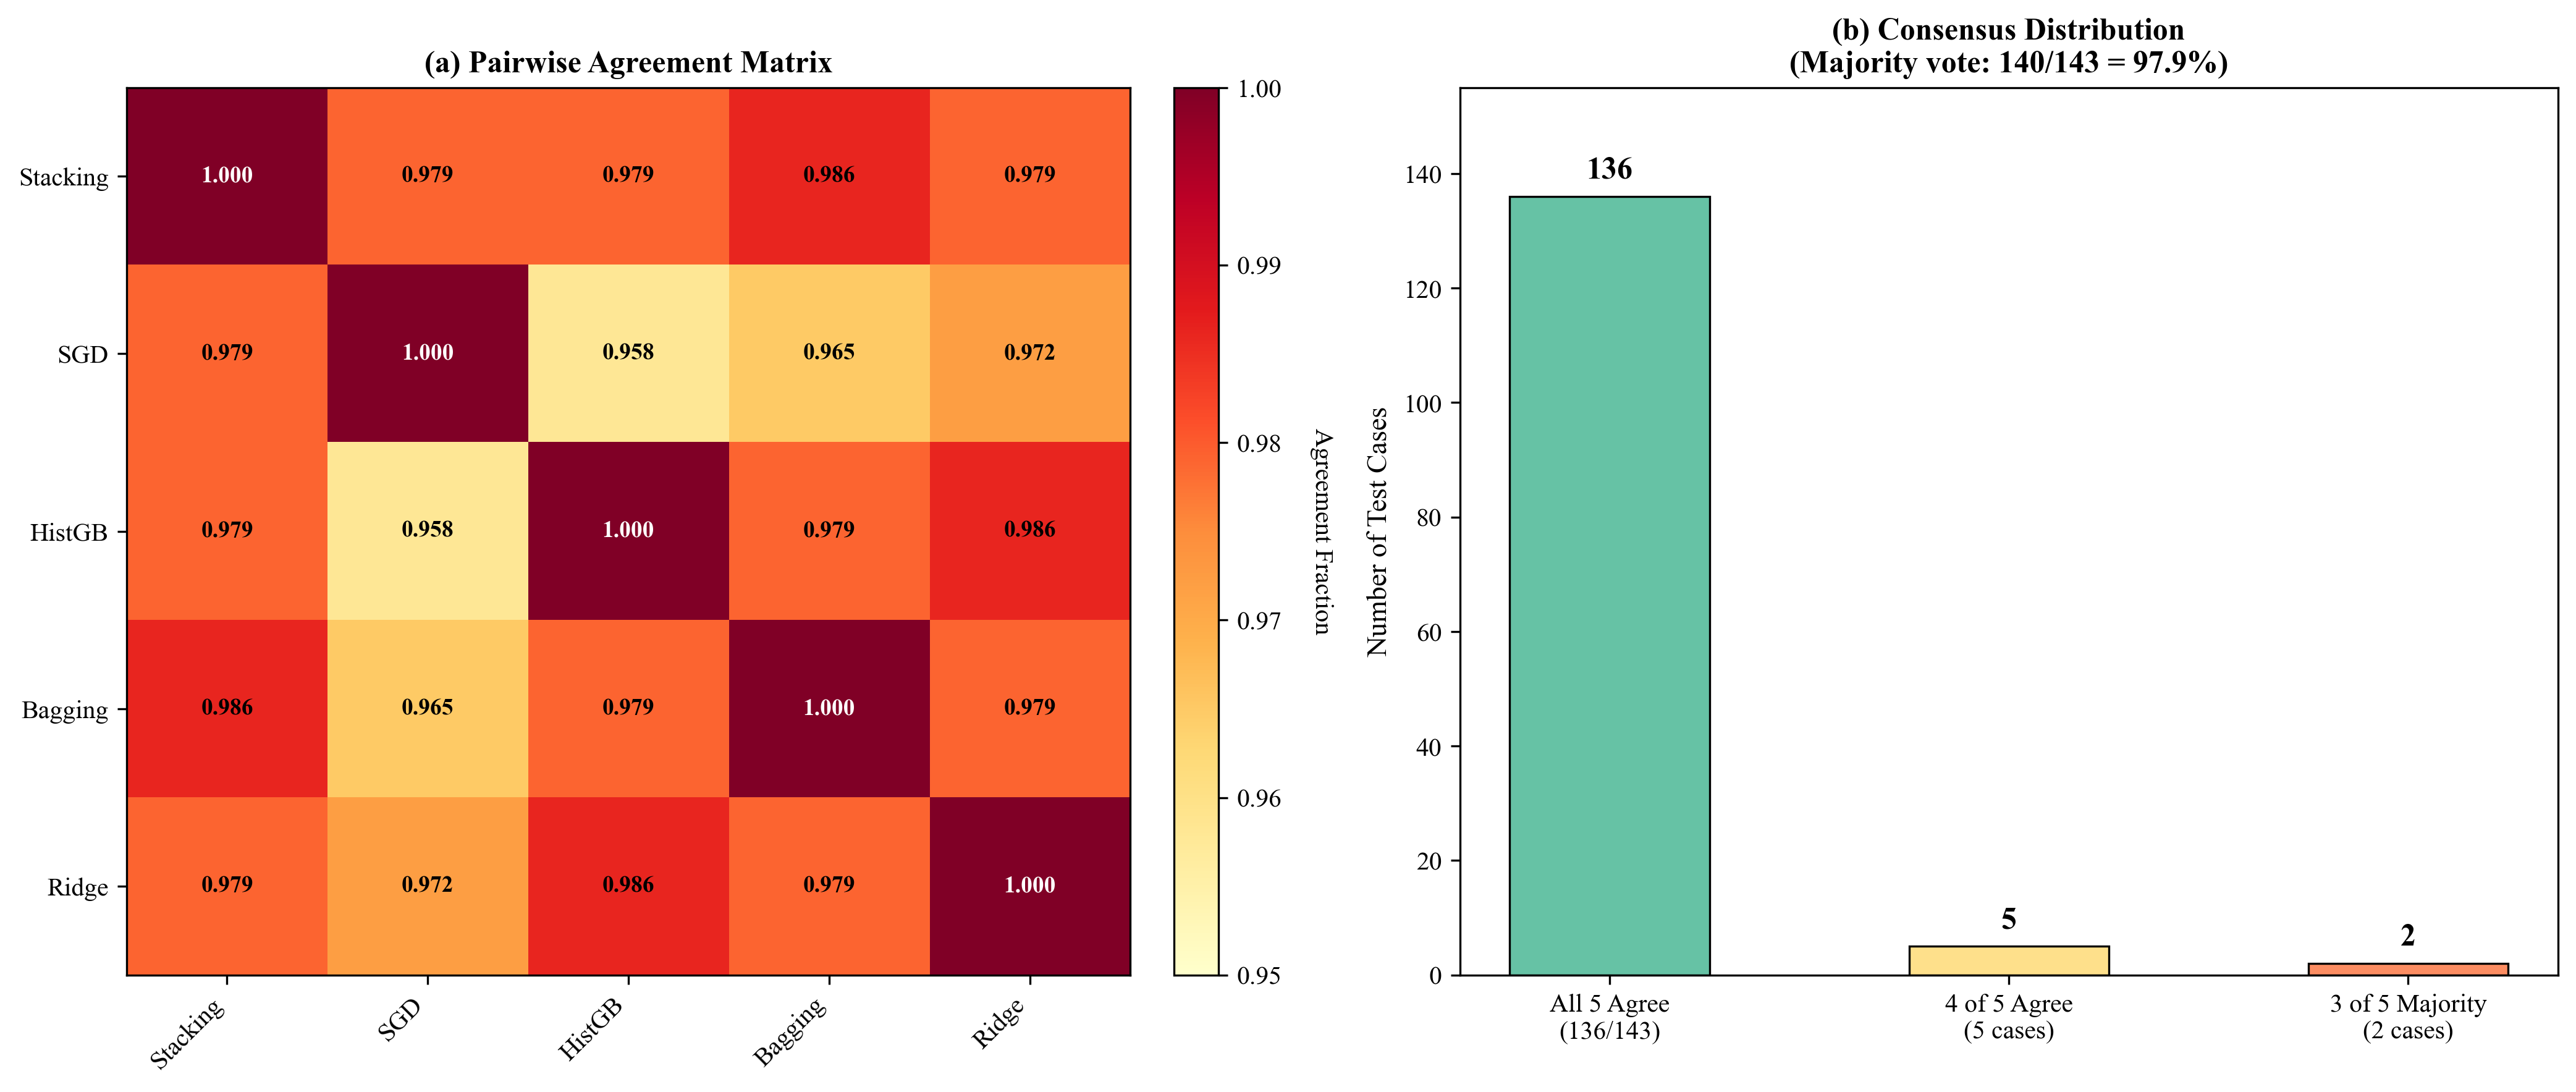 (a) Pairwise Agreement Matrix
Stacking 1.000 0.979 0.979 0.986 0.979
SGD 0.979 1.000 0.958 0.965 0.972
HistGB 0.979 0.958 1.000 0.979 0.986
Bagging 0.986 0.965 0.979 1.000 0.979
Ridge 0.979 0.972 0.986 0.979 1.000
Stacking SGD HistGB Bagging Ridge
1.00
0.99
0.98
0.97
0.96
0.95
Agreement Fraction
(b) Consensus Distribution
(Majority vote: 140/143 = 97.9%)
Number of Test Cases
140
120
100
80
60
40
20
0
136
5
2
All 5 Agree
(136/143)
4 of 5 Agree
(5 cases)
3 of 5 Majority
(2 cases)